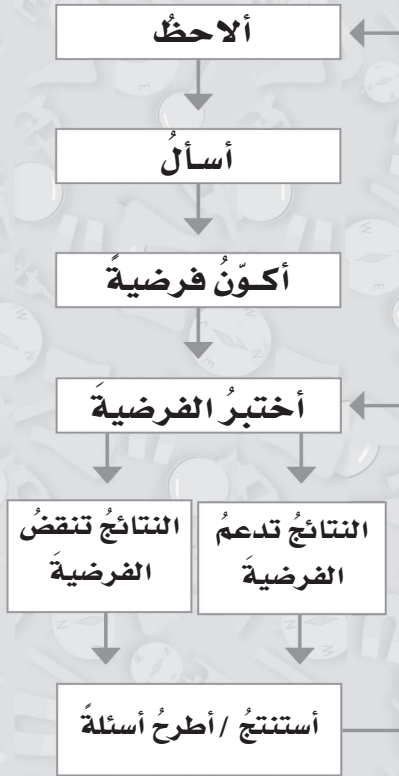 ألاحظُ
أسألُ
أكوّنُ فرضيةً
أختبرُ الفرضيةَ
النتائجُ تدعمُ
الفرضيةَ
النتائجُ تنقضُ
الفرضيةَ
أستنتجُ / أطرحُ أسئلةً